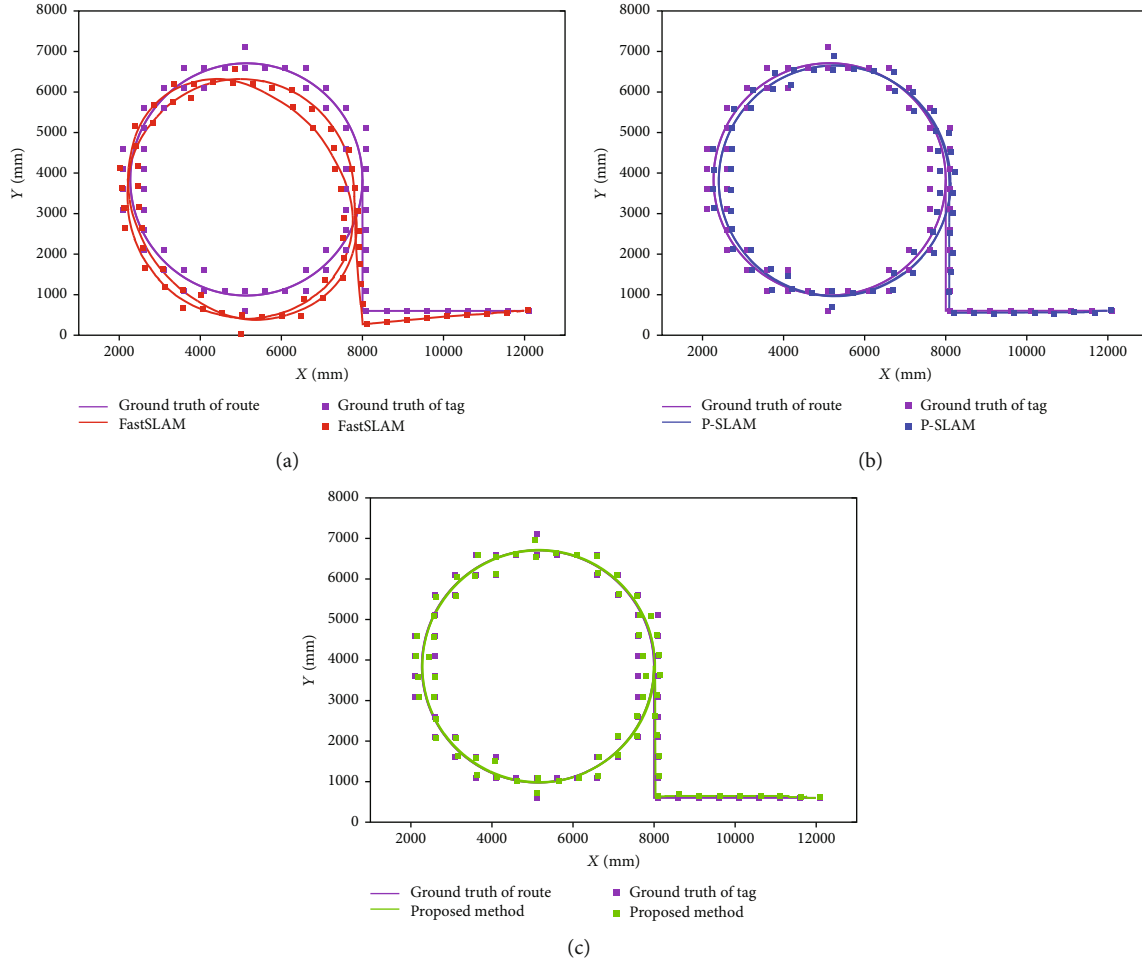 8000
7000
6000
5000
4000
3000
2000
1000
0
Y (mm)
2000 4000 6000 8000 10000 12000
X (mm)
Ground truth of route
FastSLAM
Ground truth of tag
FastSLAM
(a)
8000
7000
6000
5000
4000
3000
2000
1000
0
Y (mm)
2000 4000 6000 8000 10000 12000
X (mm)
Ground truth of route
P-SLAM
Ground truth of tag
P-SLAM
(b)
8000
7000
6000
5000
4000
3000
2000
1000
0
Y (mm)
2000 4000 6000 8000 10000 12000
X (mm)
Ground truth of route
Proposed method
Ground truth of tag
Proposed method
(c)